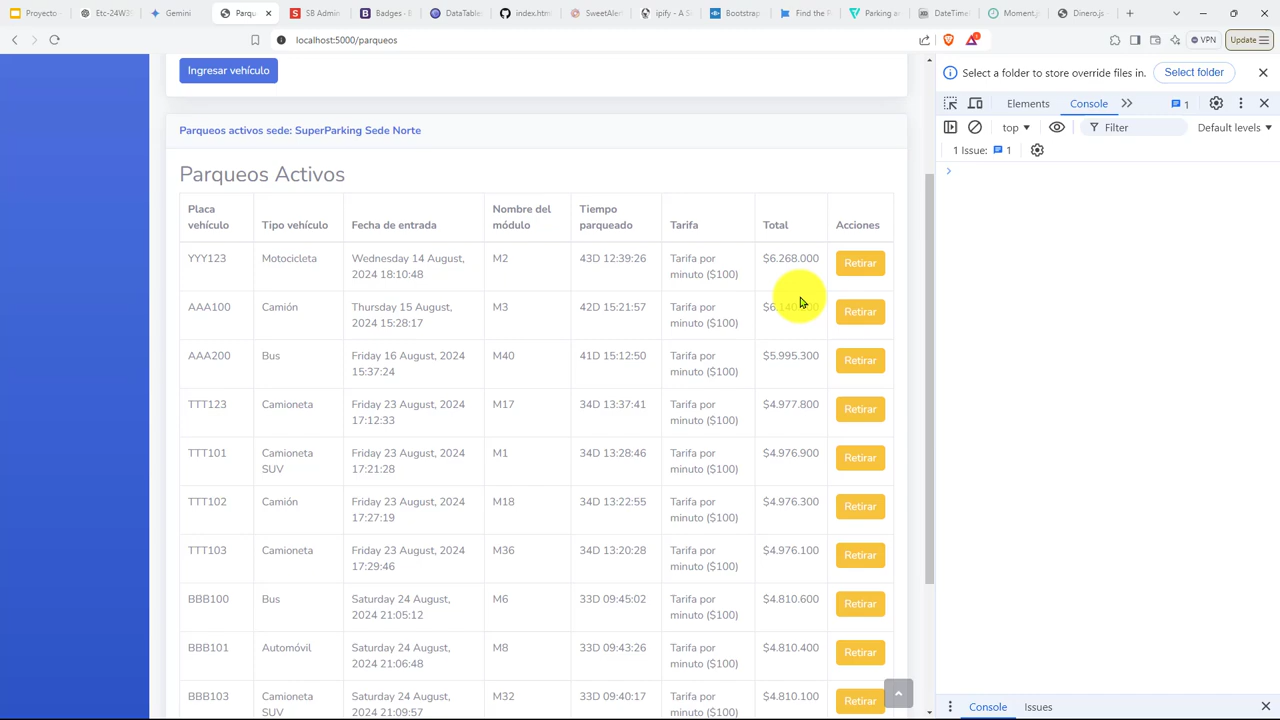 Proyecto -
Etc-24W3
Gemini
Parqu
SB Admin
Badges - B
DataTable
index.html
SweetAler
ipify - A S
Bootstrap
Find the R
Parking ar
DateTime
Moment.js
Dinero.js -
localhost:5000/parqueos
VPN
Update
Ingresar vehículo
Parqueos activos sede: SuperParking Sede Norte
Parqueos Activos
Placa vehículo
Tipo vehículo
Fecha de entrada
Nombre del módulo
Tiempo parqueado
Tarifa
Total
Acciones
YYY123 Motocicleta Wednesday 14 August, M2 43D 12:39:26 Tarifa por $6.268.000 Retirar
2024 18:10:48 minuto ($100)
AAA100 Camión Thursday 15 August, M3 42D 15:21:57 Tarifa por Retirar
2024 15:28:17 minuto ($100)
AAA200 Bus Friday 16 August, 2024 M40 41D 15:12:50 Tarifa por $5.995.300 Retirar
15:37:24 minuto ($100)
TTT123 Camioneta Friday 23 August, 2024 M17 34D 13:37:41 Tarifa por $4.977.800 Retirar
17:12:33 minuto ($100)
TTT101 Camioneta Friday 23 August, 2024 M1 34D 13:28:46 Tarifa por $4.976.900 Retirar
SUV 17:21:28 minuto ($100)
TTT102 Camión Friday 23 August, 2024 M18 34D 13:22:55 Tarifa por $4.976.300 Retirar
17:27:19 minuto ($100)
TTT103 Camioneta Friday 23 August, 2024 M36 34D 13:20:28 Tarifa por $4.976.100 Retirar
17:29:46 minuto ($100)
BBB100 Bus Saturday 24 August, M6 33D 09:45:02 Tarifa por $4.810.600 Retirar
2024 21:05:12 minuto ($100)
BBB101 Automóvil Saturday 24 August, M8 33D 09:43:26 Tarifa por $4.810.400 Retirar
2024 21:06:48 minuto ($100)
BBB103 Camioneta Saturday 24 August, M32 33D 09:40:17 Tarifa por $4.810.100 Retirar
SUV 2024 21:09:57 minuto ($100)
Select a folder to store override files in.
Select folder
Elements
Console
1
top
Filter
Default levels
1 Issue:
1
Console
Issues